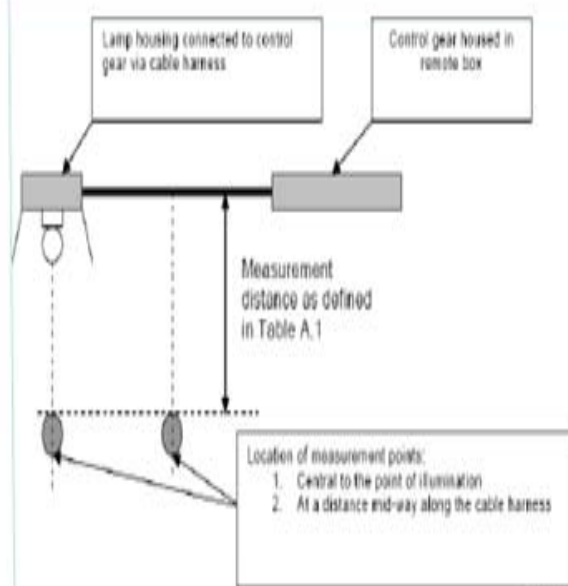 Lamp housing connected to control
gear via cable harness
Control gear housed in
remote box
Measurement
distance as defined
in Table A.1
Location of measurement points:
1. Central to the point of illumination
2. At a distance mid-way along the cable harness